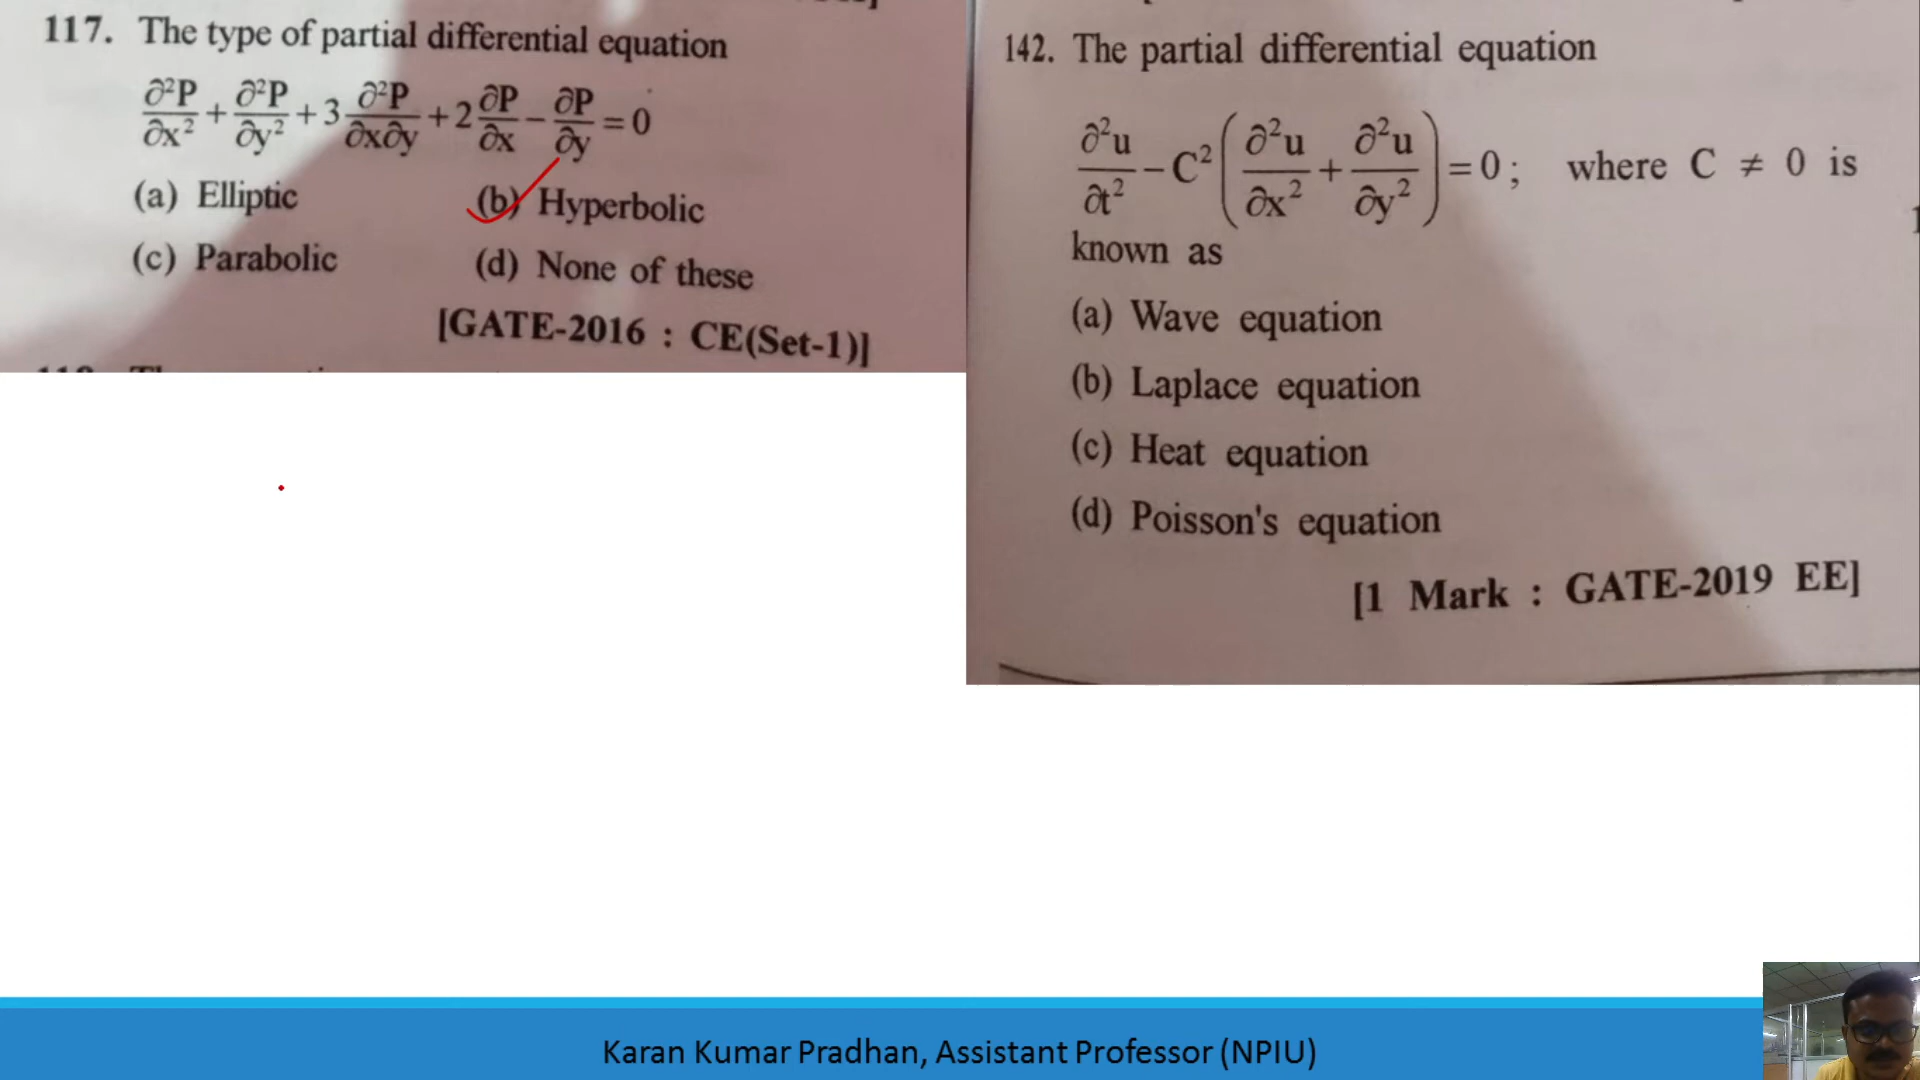 117. The type of partial differential equation
∂²P/∂x² + ∂²P/∂y² + 3 ∂²P/∂x∂y + 2 ∂P/∂x − ∂P/∂y = 0
(a) Elliptic (b) Hyperbolic
(c) Parabolic (d) None of these
[GATE-2016 : CE(Set-1)]
142. The partial differential equation
∂²u/∂t² − C² (∂²u/∂x² + ∂²u/∂y²) = 0 ; where C ≠ 0 is
known as
(a) Wave equation
(b) Laplace equation
(c) Heat equation
(d) Poisson's equation
[1 Mark : GATE-2019 EE]
Karan Kumar Pradhan, Assistant Professor (NPIU)